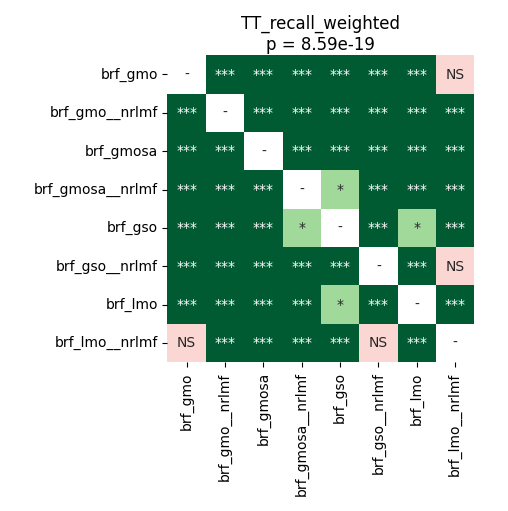 TT_recall_weighted
p = 8.59e-19
brf_gmo - *** *** *** *** *** *** NS
brf_gmo__nrlmf *** - *** *** *** *** *** ***
brf_gmosa *** *** - *** *** *** *** ***
brf_gmosa__nrlmf *** *** *** - * *** *** ***
brf_gso *** *** *** * - *** * ***
brf_gso__nrlmf *** *** *** *** *** - *** NS
brf_lmo *** *** *** *** * *** - ***
brf_lmo__nrlmf NS *** *** *** *** NS *** -
brf_gmo
brf_gmo__nrlmf
brf_gmosa
brf_gmosa__nrlmf
brf_gso
brf_gso__nrlmf
brf_lmo
brf_lmo__nrlmf